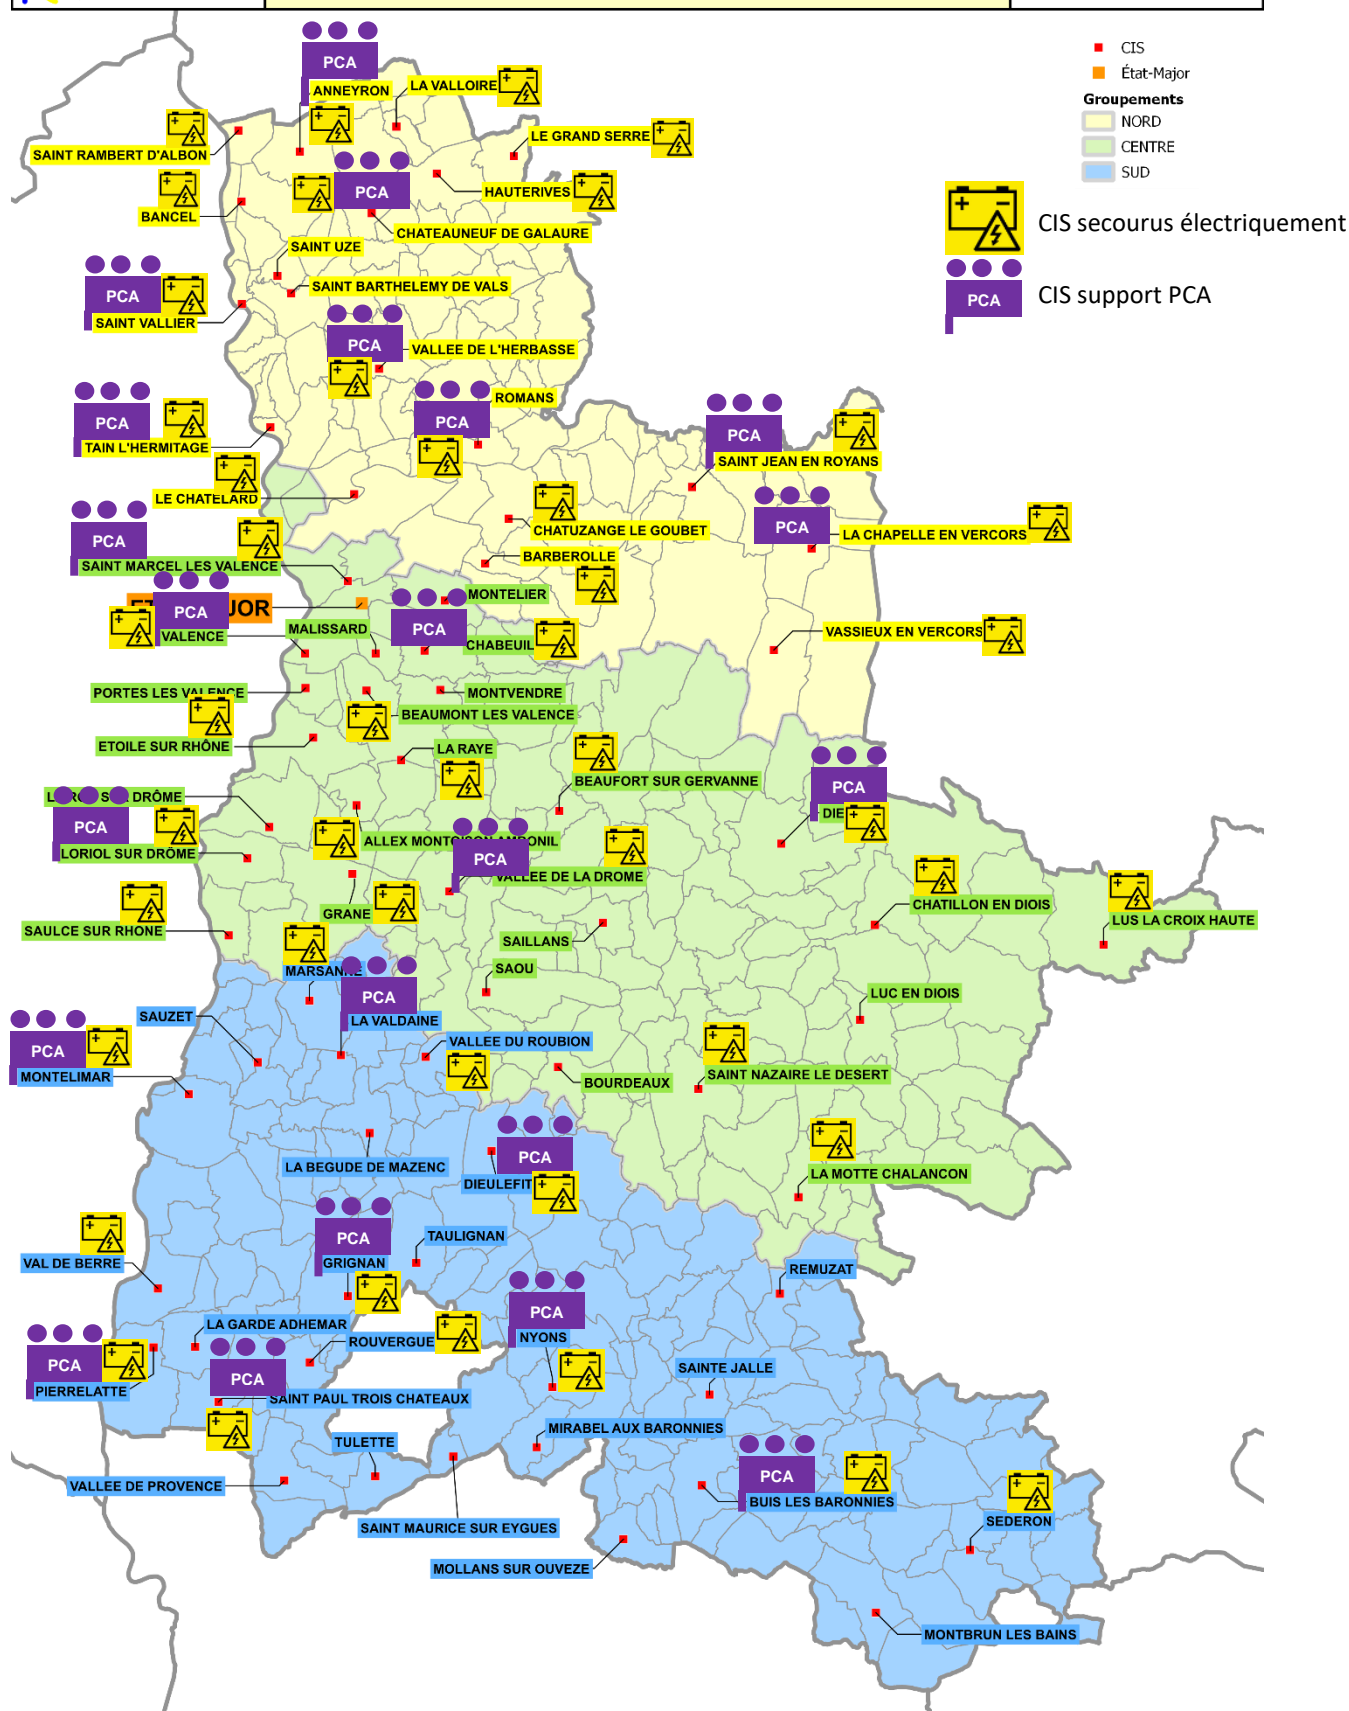 CIS
État-Major
Groupements
NORD
CENTRE
SUD
CIS secourus électriquement
PCA
CIS support PCA
PCA
ANNEYRON
LA VALLOIRE
SAINT RAMBERT D'ALBON
LE GRAND SERRE
BANCEL
PCA
HAUTERIVES
CHATEAUNEUF DE GALAURE
SAINT UZE
SAINT BARTHELEMY DE VALS
PCA
SAINT VALLIER
PCA
VALLEE DE L'HERBASSE
PCA
ROMANS
PCA
TAIN L'HERMITAGE
PCA
SAINT JEAN EN ROYANS
LE CHATELARD
CHATUZANGE LE GOUBET
PCA
LA CHAPELLE EN VERCORS
PCA
SAINT MARCEL LES VALENCE
BARBEROLLE
MONTELIER
PCA
JOR
VALENCE
MALISSARD
PCA
CHABEUIL
VASSIEUX EN VERCORS
PORTES LES VALENCE
MONTVENDRE
BEAUMONT LES VALENCE
ETOILE SUR RHÔNE
LA RAYE
BEAUFORT SUR GERVANNE
PCA
DIE
SUR DRÔME
PCA
LORIOL SUR DRÔME
ALLEX
PCA
VALLEE DE LA DROME
GRANE
CHATILLON EN DIOIS
LUS LA CROIX HAUTE
SAULCE SUR RHONE
SAILLANS
MARSANNE
SAOU
PCA
LA VALDAINE
LUC EN DIOIS
SAUZET
PCA
MONTELIMAR
VALLEE DU ROUBION
BOURDEAUX
SAINT NAZAIRE LE DESERT
LA BEGUDE DE MAZENC
PCA
DIEULEFIT
LA MOTTE CHALANCON
PCA
GRIGNAN
TAULIGNAN
VAL DE BERRE
REMUZAT
LA GARDE ADHEMAR
ROUVERGUE
PCA
NYONS
PCA
PIERRELATTE
PCA
SAINT PAUL TROIS CHATEAUX
SAINTE JALLE
MIRABEL AUX BARONNIES
TULETTE
VALLEE DE PROVENCE
PCA
BUIS LES BARONNIES
SEDERON
SAINT MAURICE SUR EYGUES
MOLLANS SUR OUVEZE
MONTBRUN LES BAINS